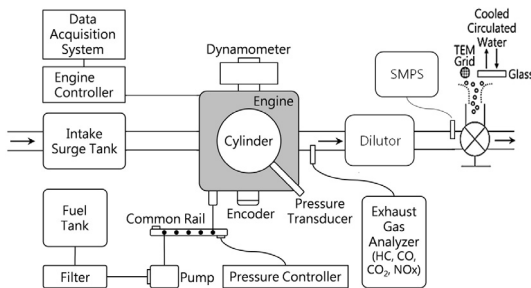 Data
Acquisition
System
Engine
Controller
Dynamometer
Engine
Cylinder
Intake
Surge Tank
SMPS
TEM
Grid
Cooled
Circulated
Water
Glass
Dilutor
Pressure
Transducer
Encoder
Common Rail
Fuel
Tank
Filter
Pump
Pressure Controller
Exhaust
Gas
Analyzer
(HC, CO,
CO₂, NOx)